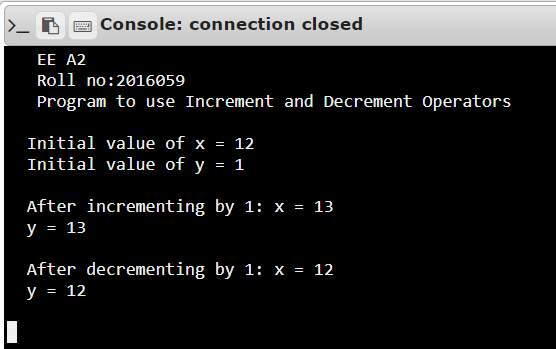 Console: connection closed
EE A2
Roll no:2016059
Program to use Increment and Decrement Operators
Initial value of x = 12
Initial value of y = 1
After incrementing by 1: x = 13
y = 13
After decrementing by 1: x = 12
y = 12